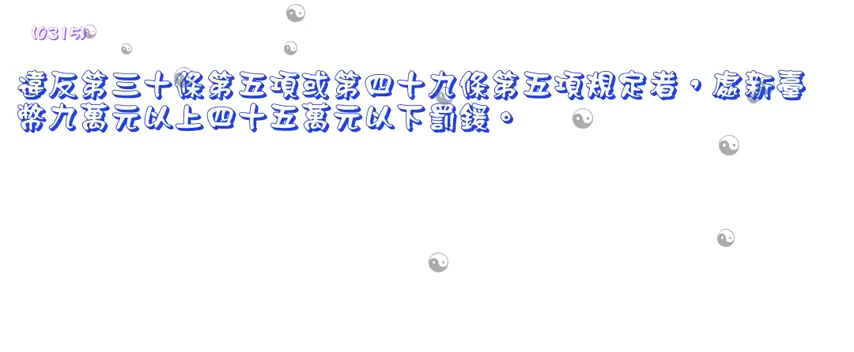 (0315)
違反第三十條第五項或第四十九條第五項規定者，處新臺
幣九萬元以上四十五萬元以下罰鍰。